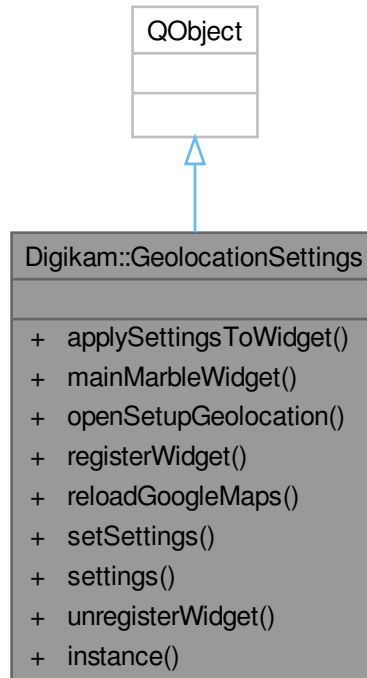 QObject
Digikam::GeolocationSettings
+ applySettingsToWidget()
+ mainMarbleWidget()
+ openSetupGeolocation()
+ registerWidget()
+ reloadGoogleMaps()
+ setSettings()
+ settings()
+ unregisterWidget()
+ instance()